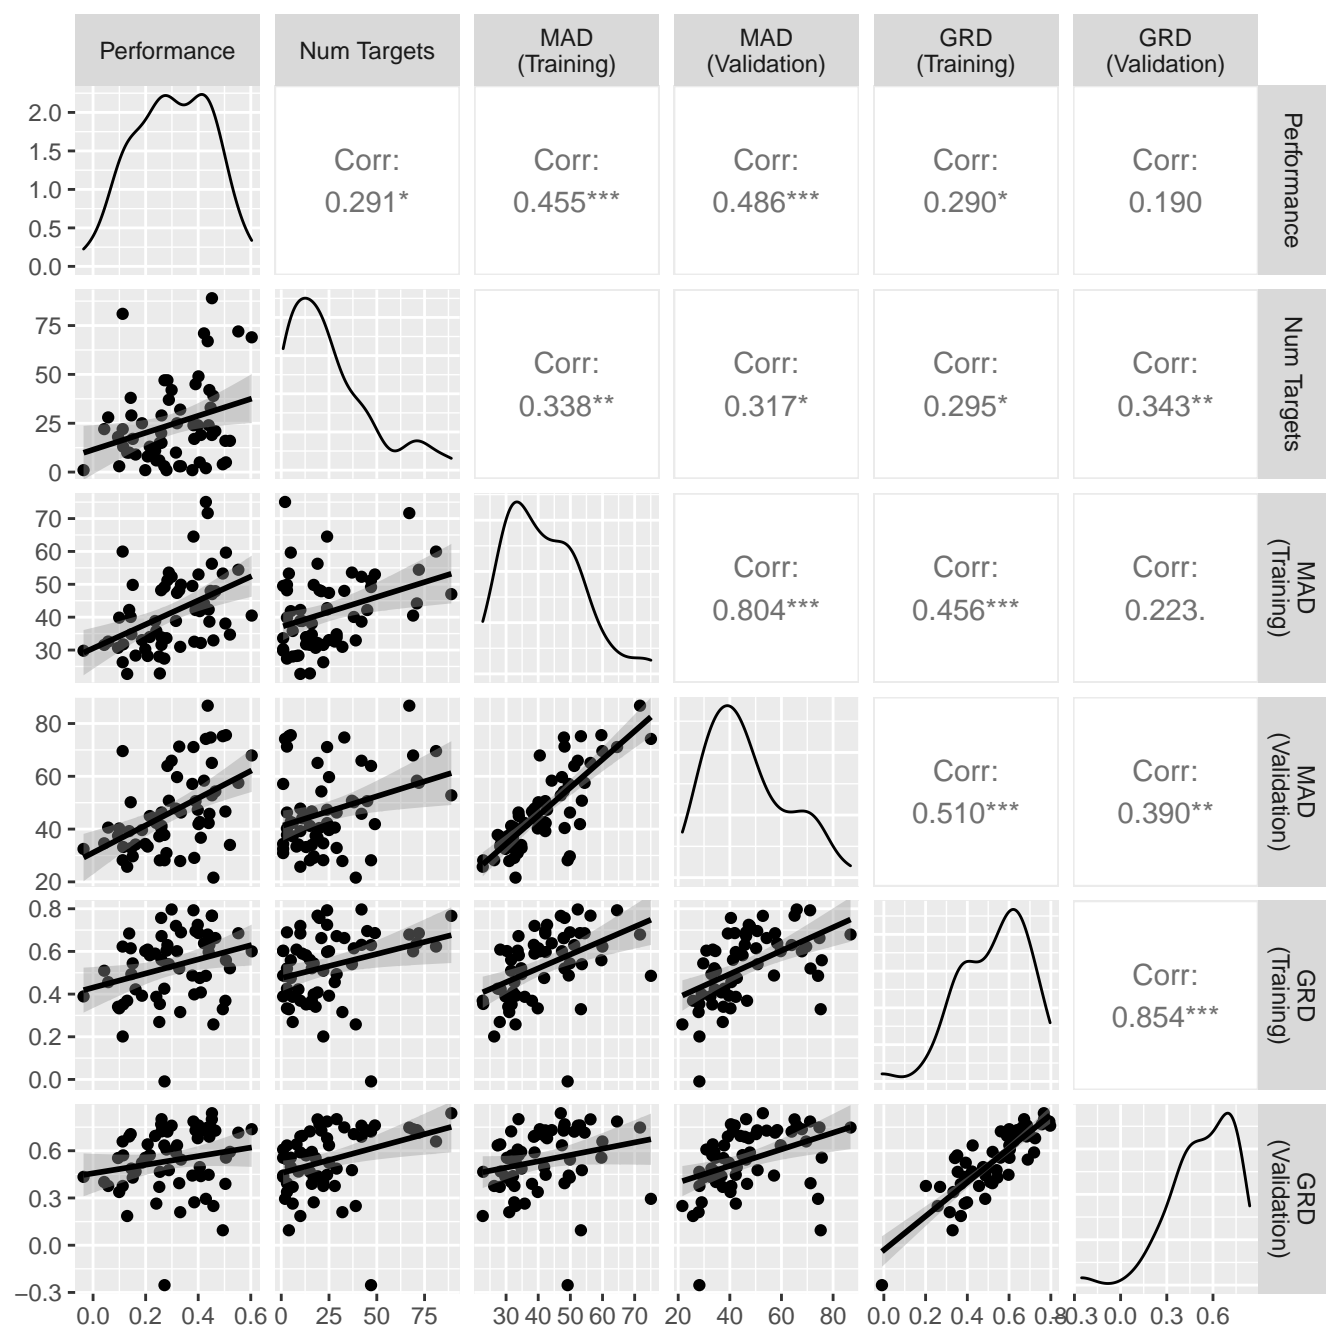 Performance
Num Targets
MAD
(Training)
MAD
(Validation)
GRD
(Training)
GRD
(Validation)
2.0
1.5
1.0
0.5
0.0
Corr:
0.291*
Corr:
0.455***
Corr:
0.486***
Corr:
0.290*
Corr:
0.190
Performance
75
50
25
0
Corr:
0.338**
Corr:
0.317*
Corr:
0.295*
Corr:
0.343**
Num Targets
70
60
50
40
30
Corr:
0.804***
Corr:
0.456***
Corr:
0.223.
MAD
(Training)
80
60
40
20
Corr:
0.510***
Corr:
0.390**
MAD
(Validation)
0.8
0.6
0.4
0.2
0.0
Corr:
0.854***
GRD
(Training)
0.6
0.3
0.0
−0.3
GRD
(Validation)
0.0 0.2 0.4 0.6
0 25 50 75
30 40 50 60 70
20 40 60 80
0.0 0.2 0.4 0.6 0.8
−0.3 0.0 0.3 0.6